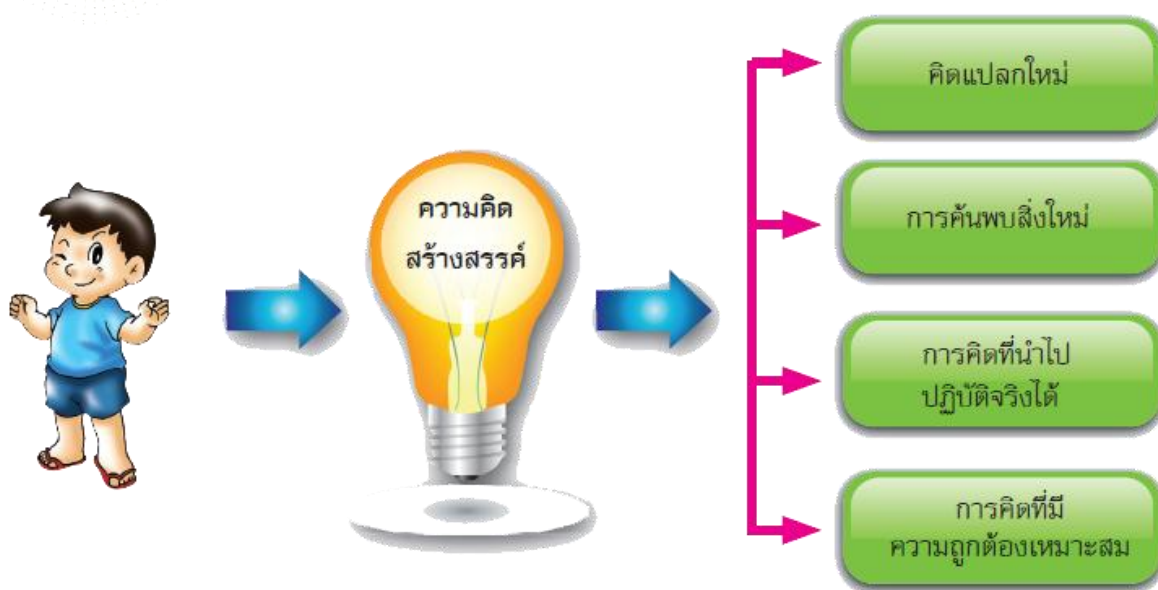 ความคิด
สร้างสรรค์
คิดแปลกใหม่
การค้นพบสิ่งใหม่
การคิดที่นำไป
ปฏิบัติจริงได้
การคิดที่มี
ความถูกต้องเหมาะสม